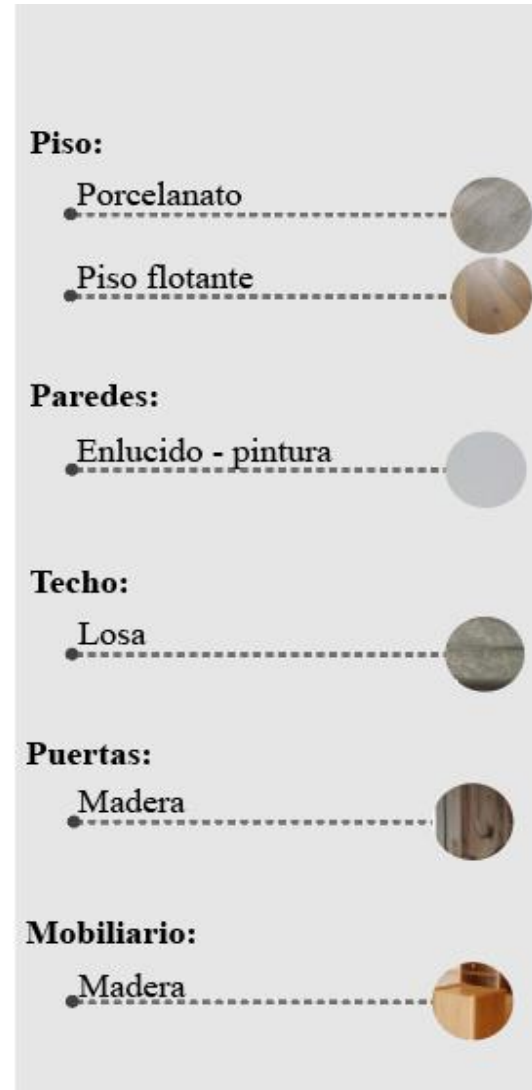 Piso:
Porcelanato
Piso flotante
Paredes:
Enlucido - pintura
Techo:
Losa
Puertas:
Madera
Mobiliario:
Madera